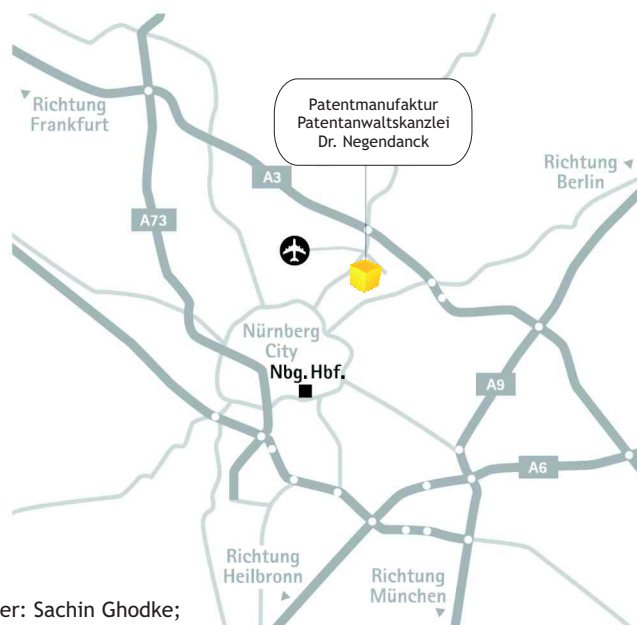 Richtung
Frankfurt
Patentmanufaktur
Patentanwaltskanzlei
Dr. Negendanck
Richtung
Berlin
A3
A73
Nürnberg
City
Nbg. Hbf.
A9
A6
Richtung
Heilbronn
Richtung
München
er: Sachin Ghodke;